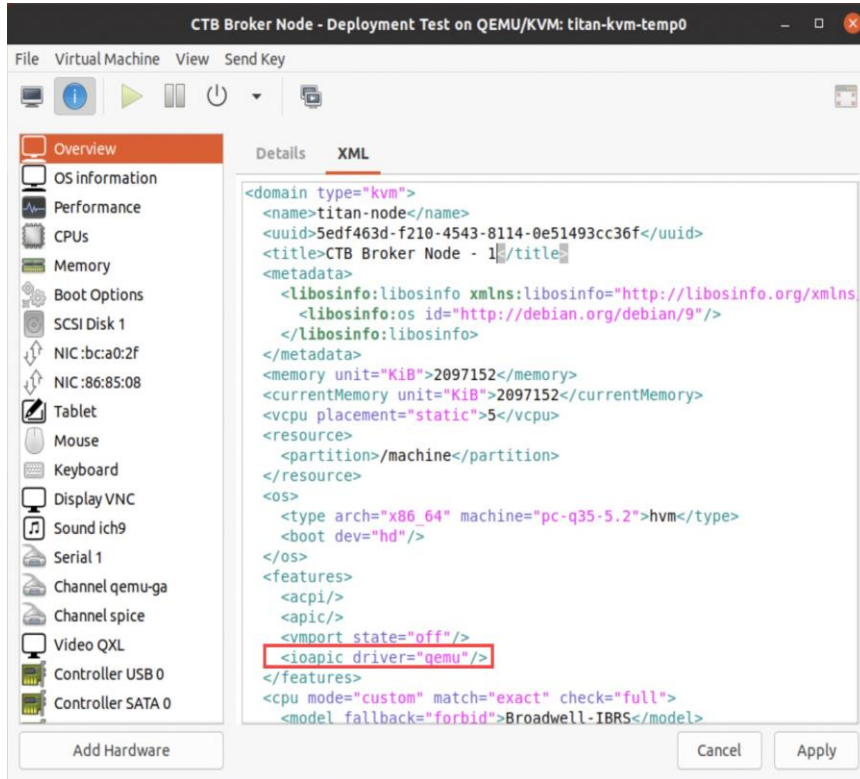 CTB Broker Node - Deployment Test on QEMU/KVM: titan-kvm-temp0
File Virtual Machine View Send Key
Overview
OS information
Performance
CPUs
Memory
Boot Options
SCSI Disk 1
NIC :bc:a0:2f
NIC :86:85:08
Tablet
Mouse
Keyboard
Display VNC
Sound ich9
Serial 1
Channel qemu-ga
Channel spice
Video QXL
Controller USB 0
Controller SATA 0
Add Hardware
Details XML
<domain type="kvm">
<name>titan-node</name>
<uuid>5edf463d-f210-4543-8114-0e51493cc36f</uuid>
<title>CTB Broker Node - 1</title>
<metadata>
<libosinfo:libosinfo xmlns:libosinfo="http://libosinfo.org/xmlns/
<libosinfo:os id="http://debian.org/debian/9"/>
</libosinfo:libosinfo>
</metadata>
<memory unit="KiB">2097152</memory>
<currentMemory unit="KiB">2097152</currentMemory>
<vcpu placement="static">5</vcpu>
<resource>
<partition>/machine</partition>
</resource>
<os>
<type arch="x86_64" machine="pc-q35-5.2">hvm</type>
<boot dev="hd"/>
</os>
<features>
<acpi/>
<apic/>
<vmport state="off"/>
<ioapic driver="qemu"/>
</features>
<cpu mode="custom" match="exact" check="full">
<model fallback="forbid">Broadwell-IBRS</model>
Cancel Apply